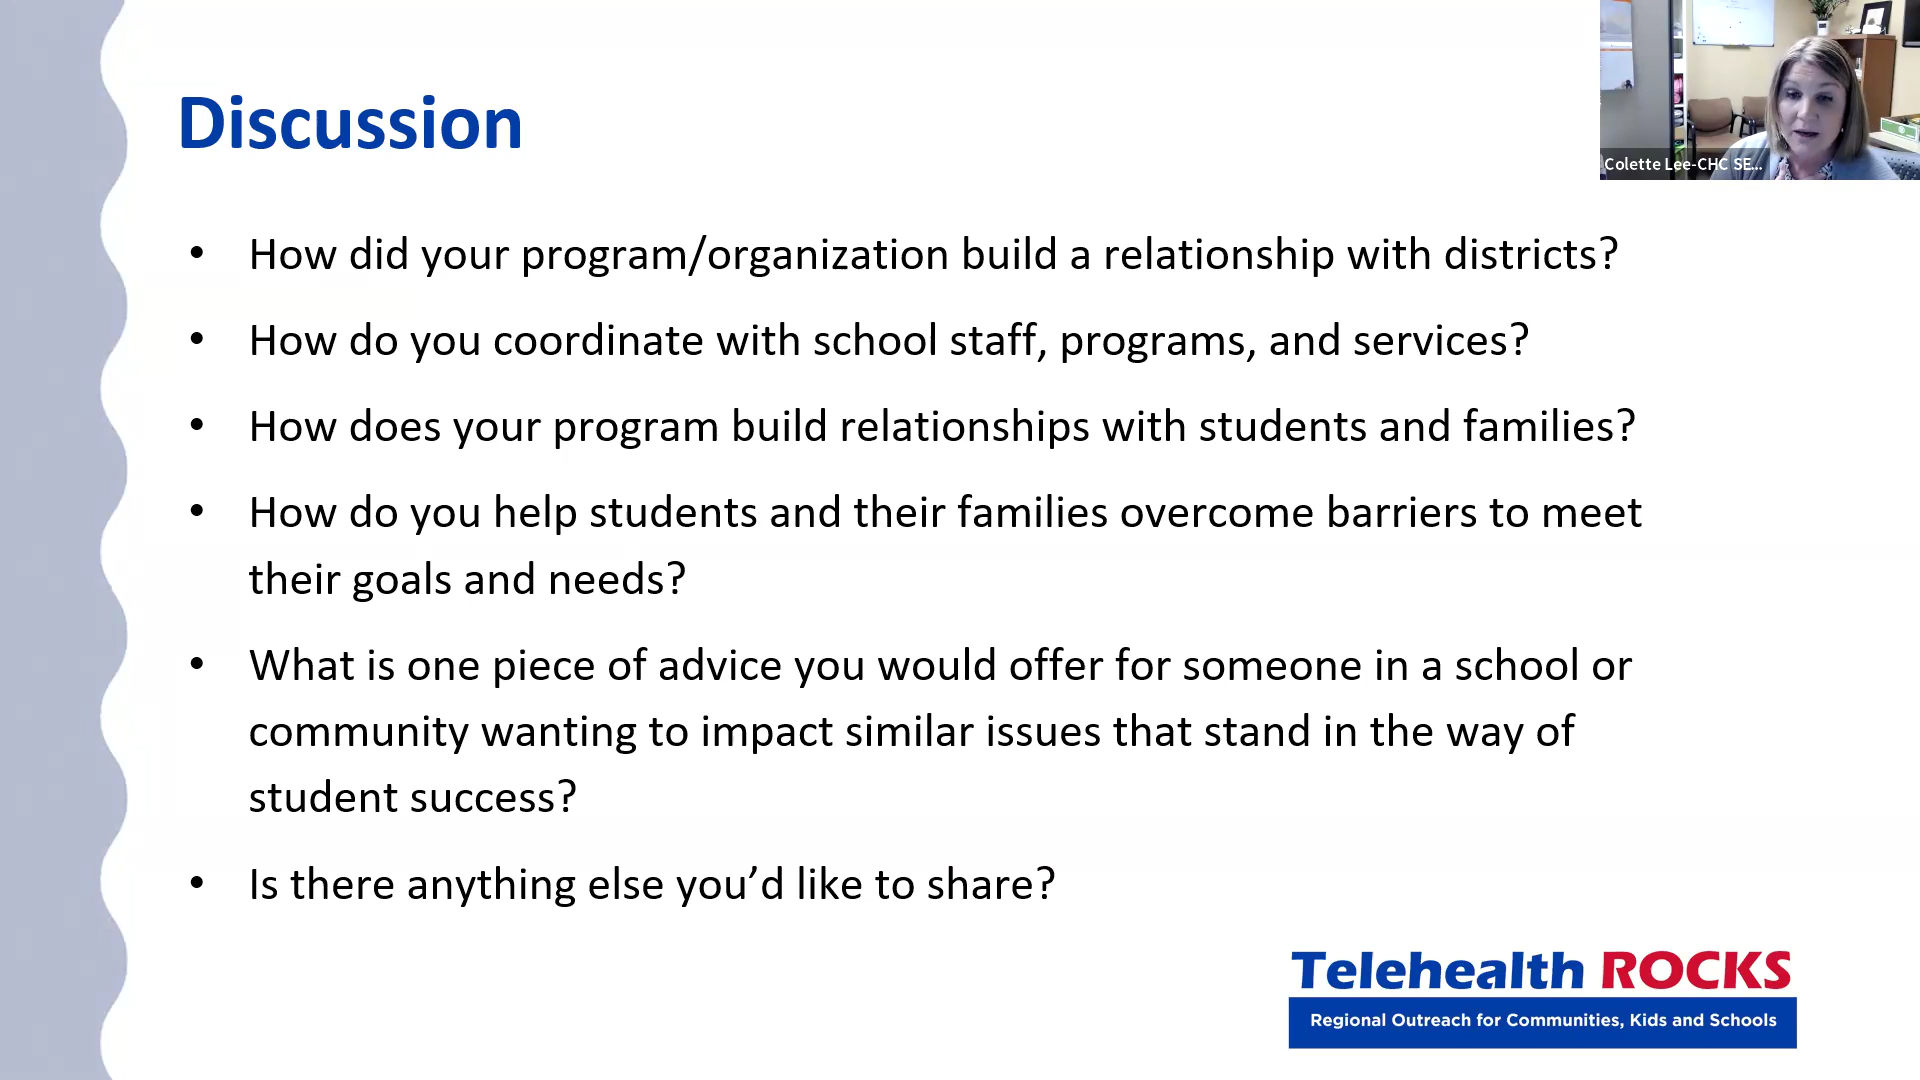 Discussion
Colette Lee-CHC SE...
• How did your program/organization build a relationship with districts?
• How do you coordinate with school staff, programs, and services?
• How does your program build relationships with students and families?
• How do you help students and their families overcome barriers to meet
their goals and needs?
• What is one piece of advice you would offer for someone in a school or
community wanting to impact similar issues that stand in the way of
student success?
• Is there anything else you’d like to share?
Telehealth ROCKS
Regional Outreach for Communities, Kids and Schools